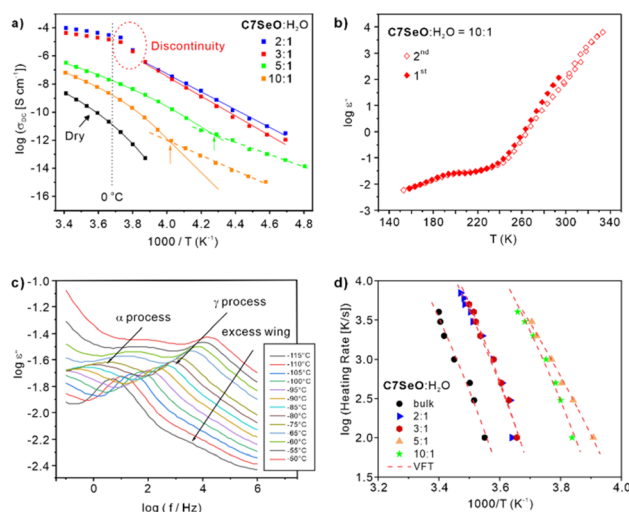 a)
C7SeO:H₂O
2:1
3:1
5:1
10:1
Discontinuity
Dry
0 °C
log (σDC [S cm⁻¹])
-4
-6
-8
-10
-12
-14
-16
3.4 3.6 3.8 4.0 4.2 4.4 4.6 4.8
1000 / T (K⁻¹)
b)
C7SeO:H₂O = 10:1
2nd
1st
log ε"
5
4
3
2
1
0
-1
-2
-3
140 180 220 260 300 340
T (K)
c)
α process
γ process
excess wing
-115°C
-110°C
-105°C
-100°C
-95°C
-90°C
-85°C
-80°C
-75°C
-65°C
-60°C
-55°C
-50°C
log ε"
-1.0
-1.2
-1.4
-1.6
-1.8
-2.0
-2.2
-2.4
0 2 4 6
log ( f / Hz)
d)
C7SeO:H₂O
bulk
2:1
3:1
5:1
10:1
VFT
log (Heating Rate [K/s])
4.0
3.5
3.0
2.5
2.0
1.5
3.2 3.4 3.6 3.8 4.0
1000/T (K⁻¹)